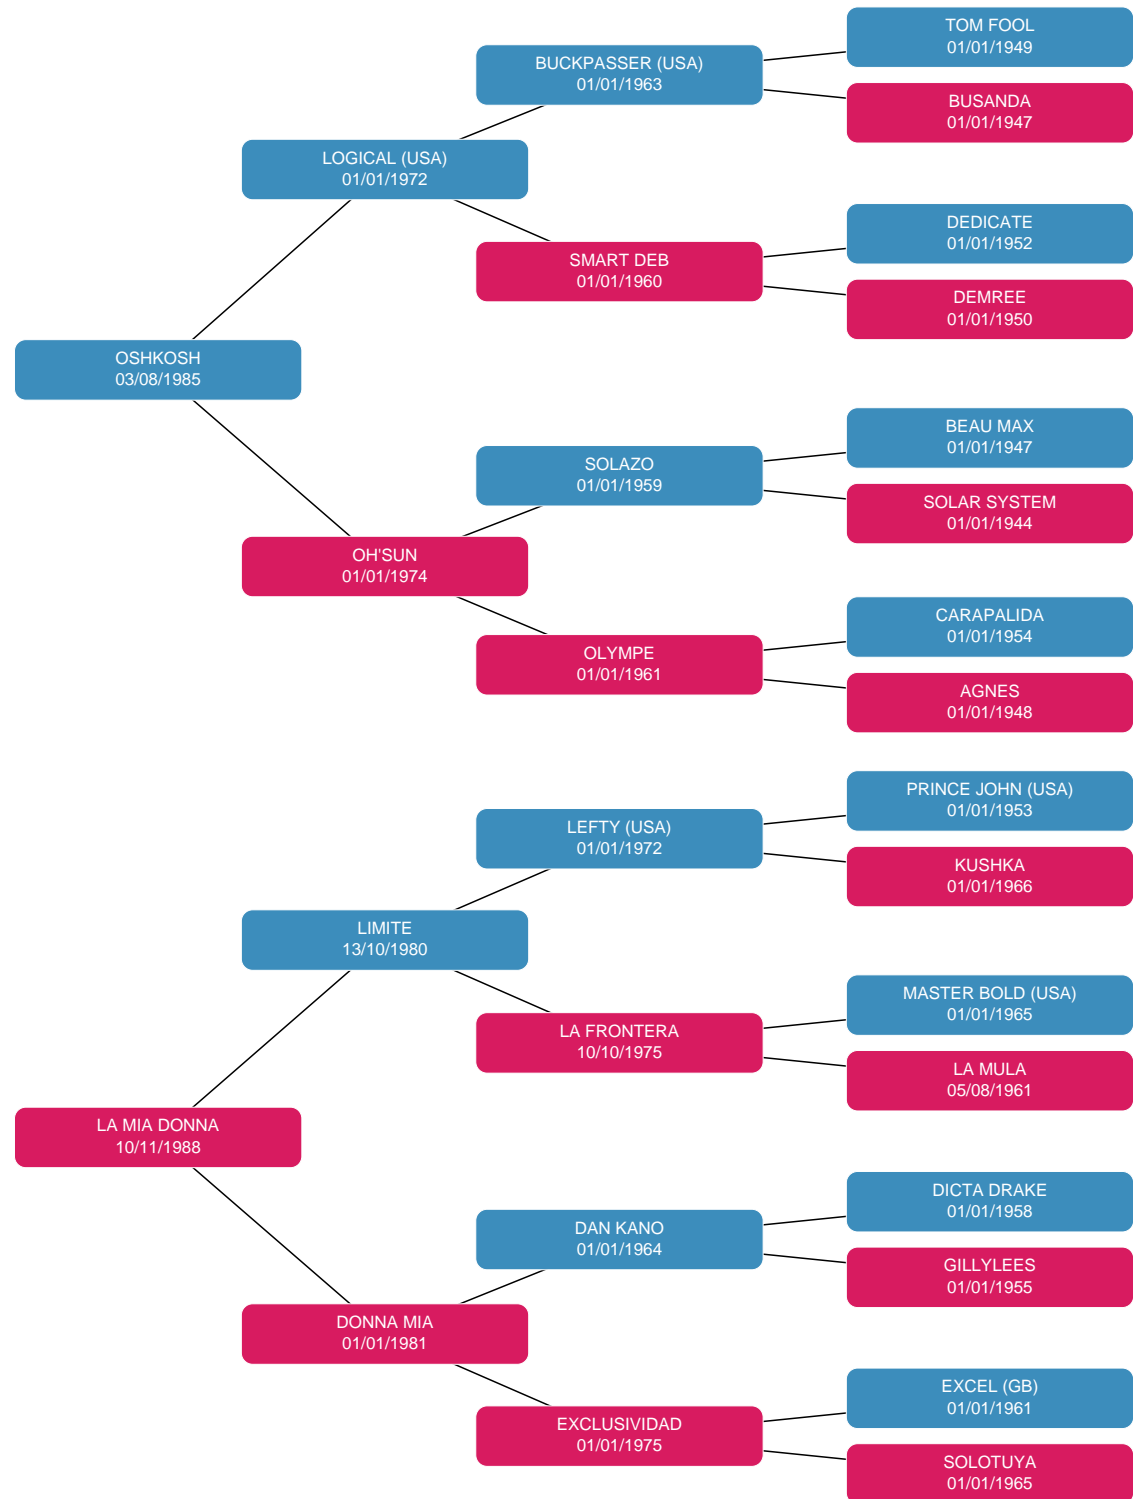 TOM FOOL
01/01/1949
BUCKPASSER (USA)
01/01/1963
BUSANDA
01/01/1947
LOGICAL (USA)
01/01/1972
DEDICATE
01/01/1952
SMART DEB
01/01/1960
DEMREE
01/01/1950
OSHKOSH
03/08/1985
BEAU MAX
01/01/1947
SOLAZO
01/01/1959
SOLAR SYSTEM
01/01/1944
OH'SUN
01/01/1974
CARAPALIDA
01/01/1954
OLYMPE
01/01/1961
AGNES
01/01/1948
PRINCE JOHN (USA)
01/01/1953
LEFTY (USA)
01/01/1972
KUSHKA
01/01/1966
LIMITE
13/10/1980
MASTER BOLD (USA)
01/01/1965
LA FRONTERA
10/10/1975
LA MULA
05/08/1961
LA MIA DONNA
10/11/1988
DICTA DRAKE
01/01/1958
DAN KANO
01/01/1964
GILLYLEES
01/01/1955
DONNA MIA
01/01/1981
EXCEL (GB)
01/01/1961
EXCLUSIVIDAD
01/01/1975
SOLOTUYA
01/01/1965